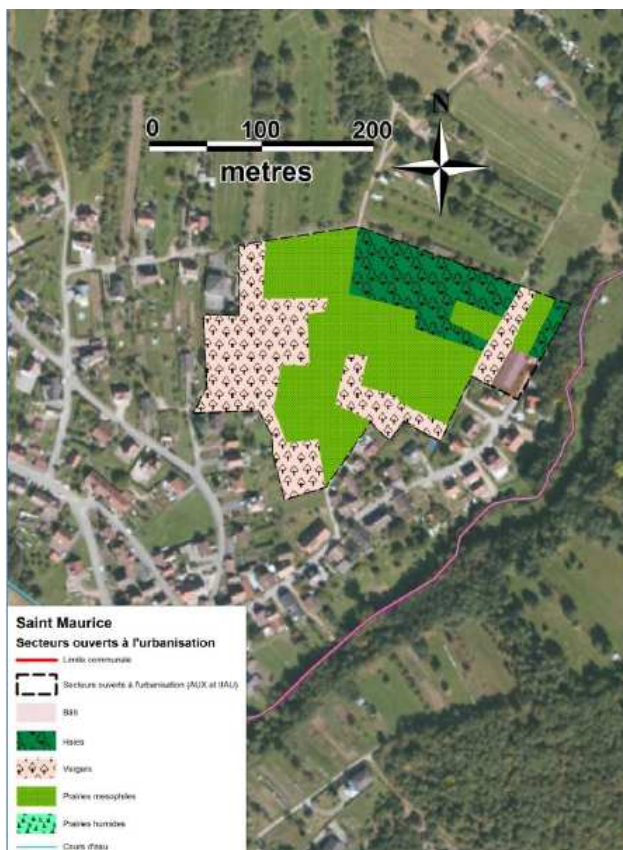 N
0 100 200
metres
Saint Maurice
Secteurs ouverts à l'urbanisation
Limite communale
Secteurs ouverts à l'urbanisation (AUX et IIAU)
Bâti
Haies
Vergers
Prairies mésophiles
Prairies humides
Cours d'eau